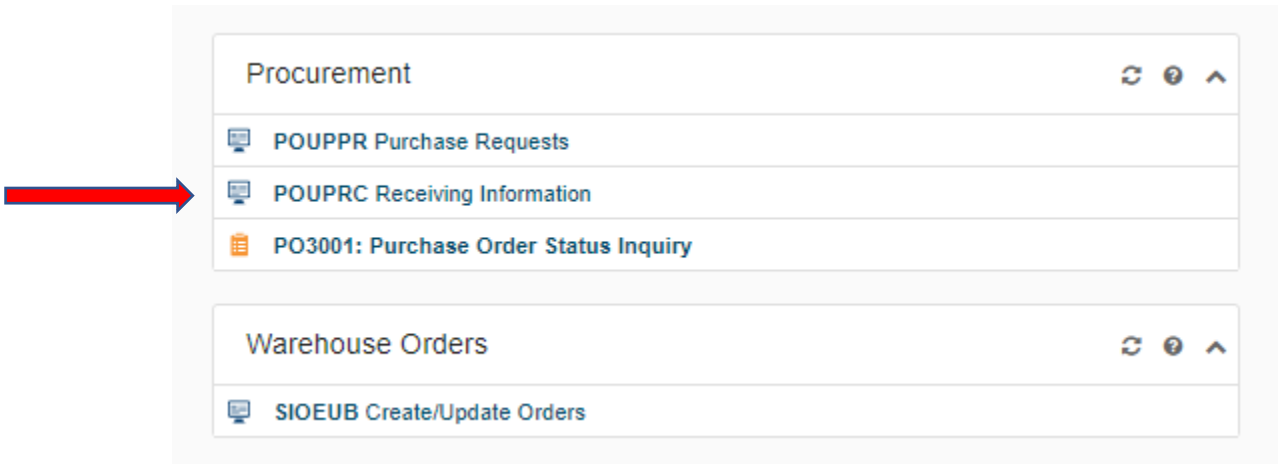 Procurement
POUPPR Purchase Requests
POUPRC Receiving Information
PO3001: Purchase Order Status Inquiry
Warehouse Orders
SIOEUB Create/Update Orders